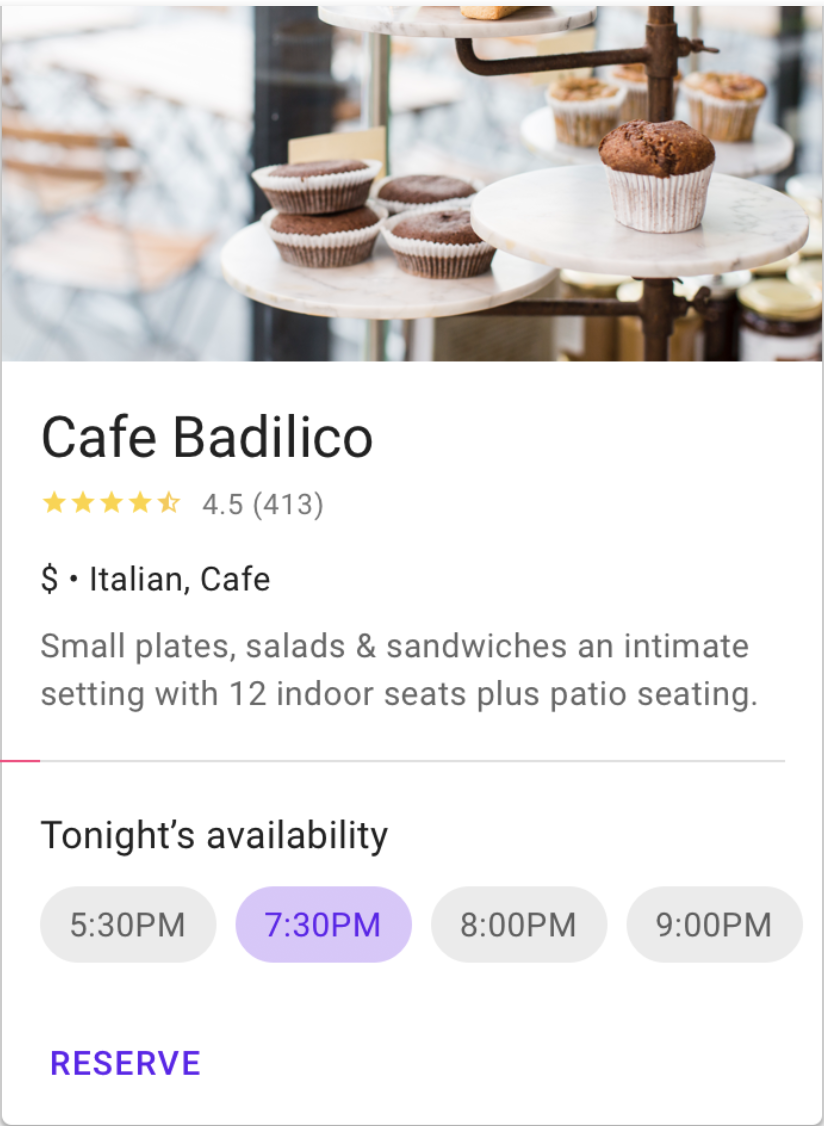 Cafe Badilico
4.5 (413)
$ • Italian, Cafe
Small plates, salads & sandwiches an intimate
setting with 12 indoor seats plus patio seating.
Tonight’s availability
5:30PM 7:30PM 8:00PM 9:00PM
RESERVE